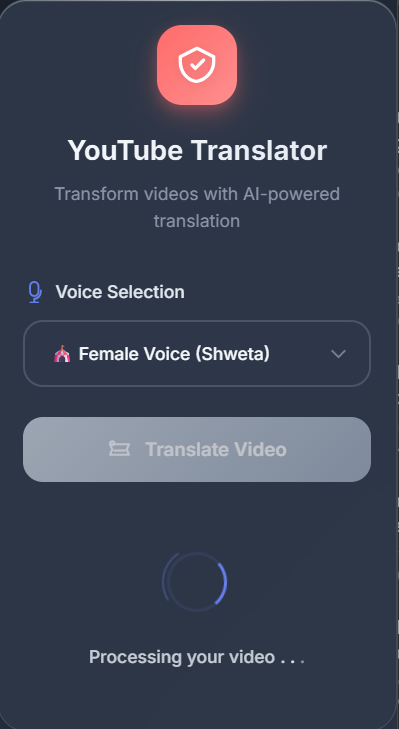 YouTube Translator
Transform videos with AI-powered
translation
Voice Selection
🎪 Female Voice (Shweta)
Translate Video
Processing your video . . .